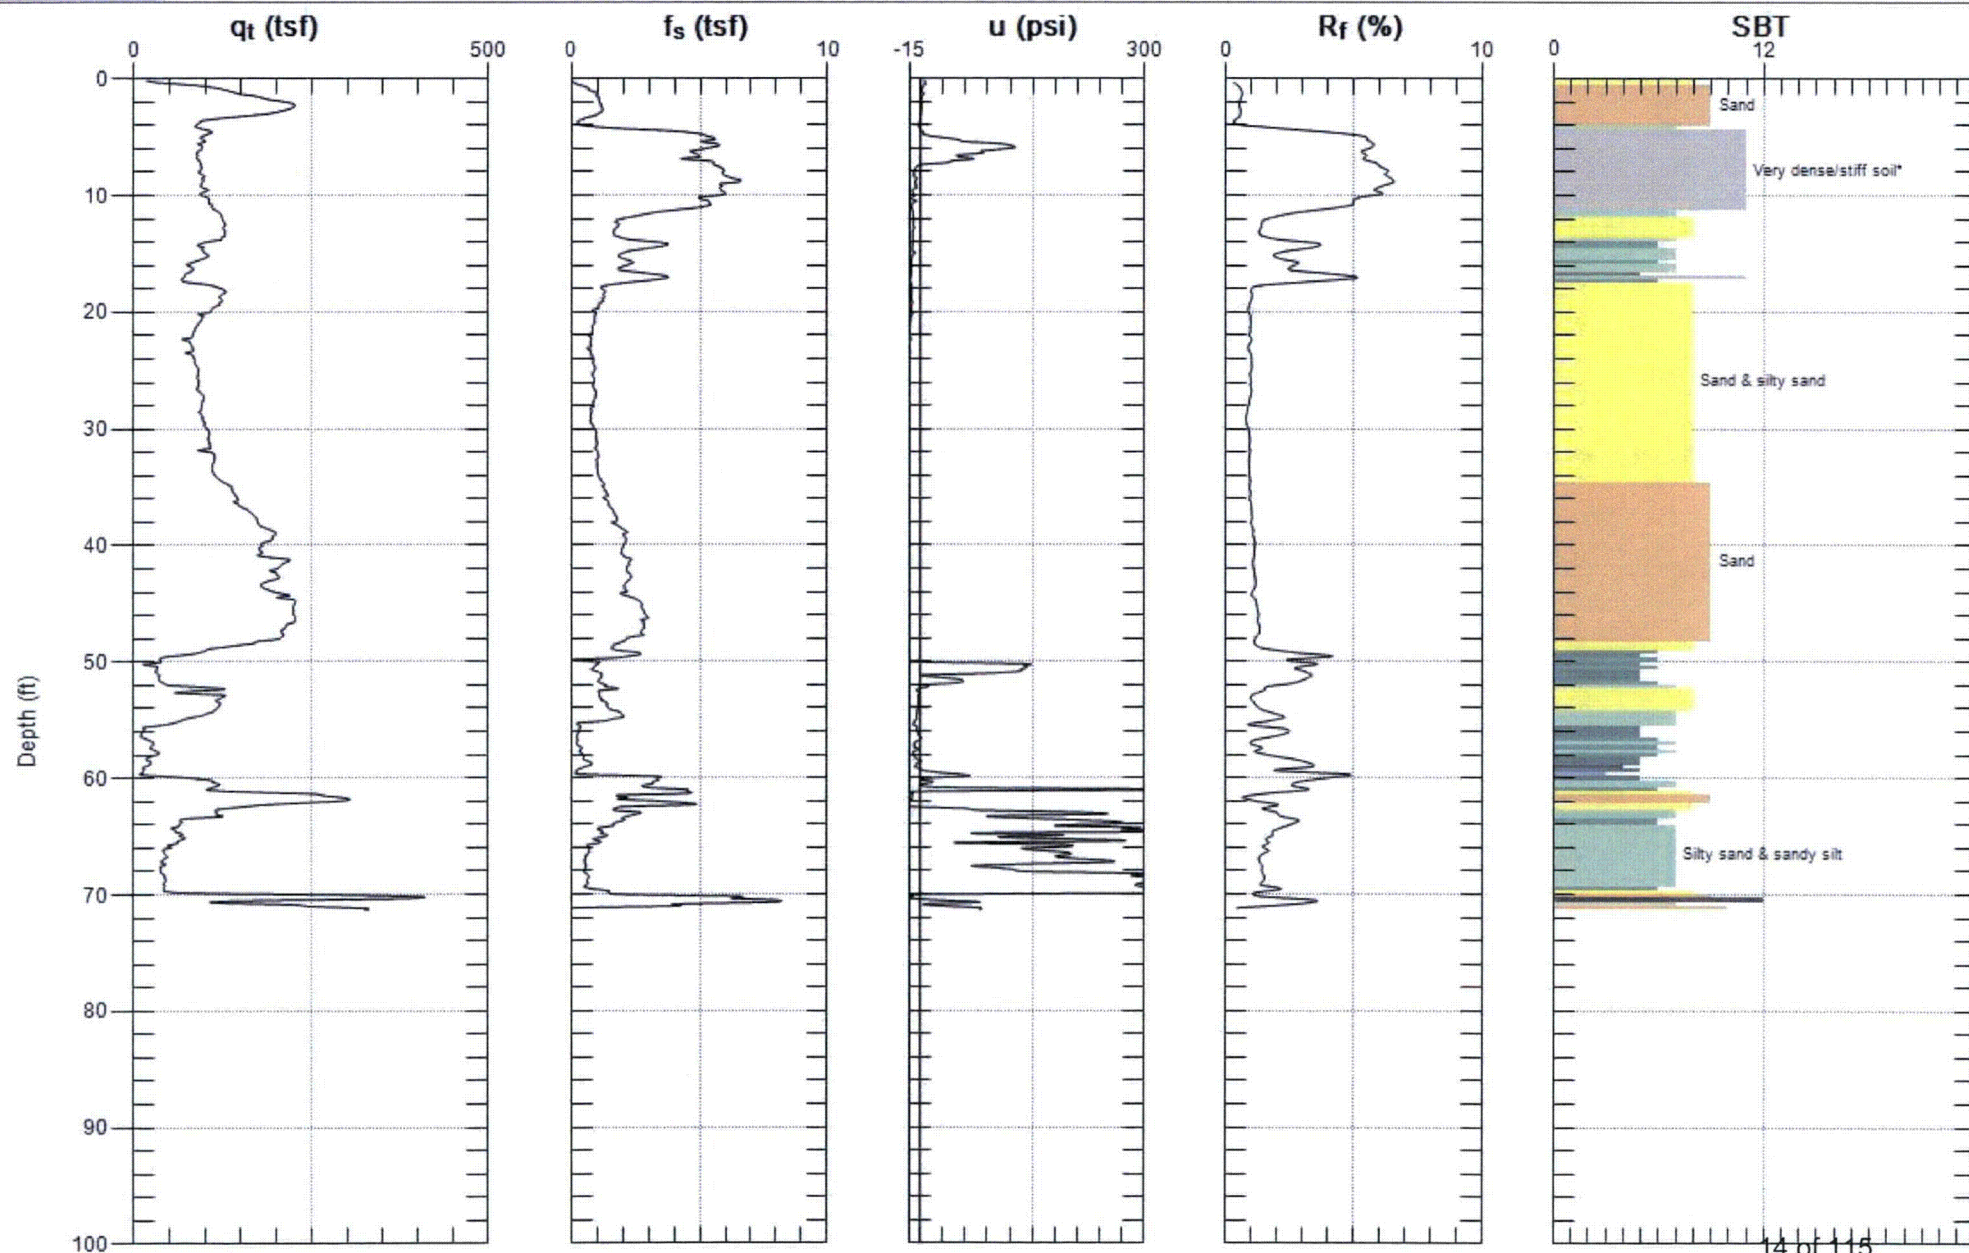 qt (tsf) fs (tsf) u (psi) Rf (%) SBT
0 500 0 10 -15 300 0 10 0 12
0
Sand
Very dense/stiff soil*
10
20
Sand & silty sand
30
40
Sand
50
Depth (ft)
60
Silty sand & sandy silt
70
80
90
100
14 of 115